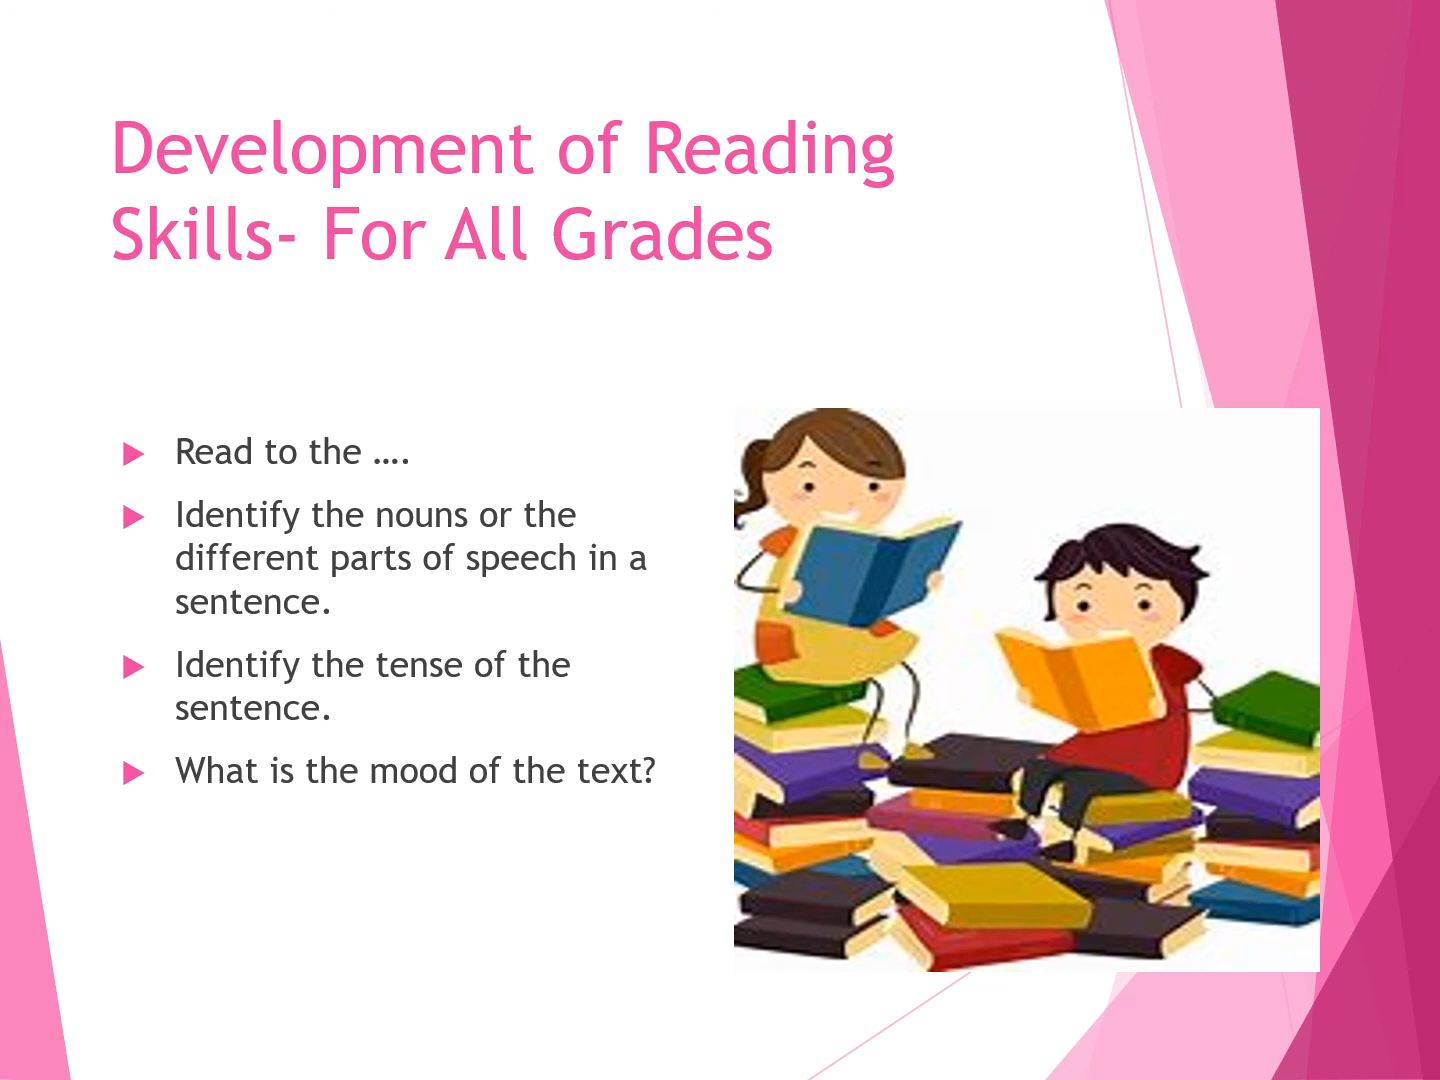 Development of Reading
Skills- For All Grades
Read to the ….
Identify the nouns or the
different parts of speech in a
sentence.
Identify the tense of the
sentence.
What is the mood of the text?